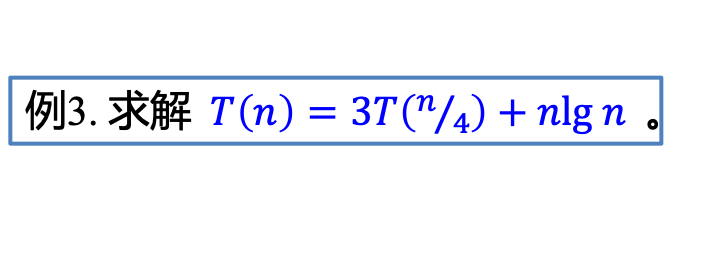 例3. 求解 T(n) = 3T(n/4) + nlg n 。